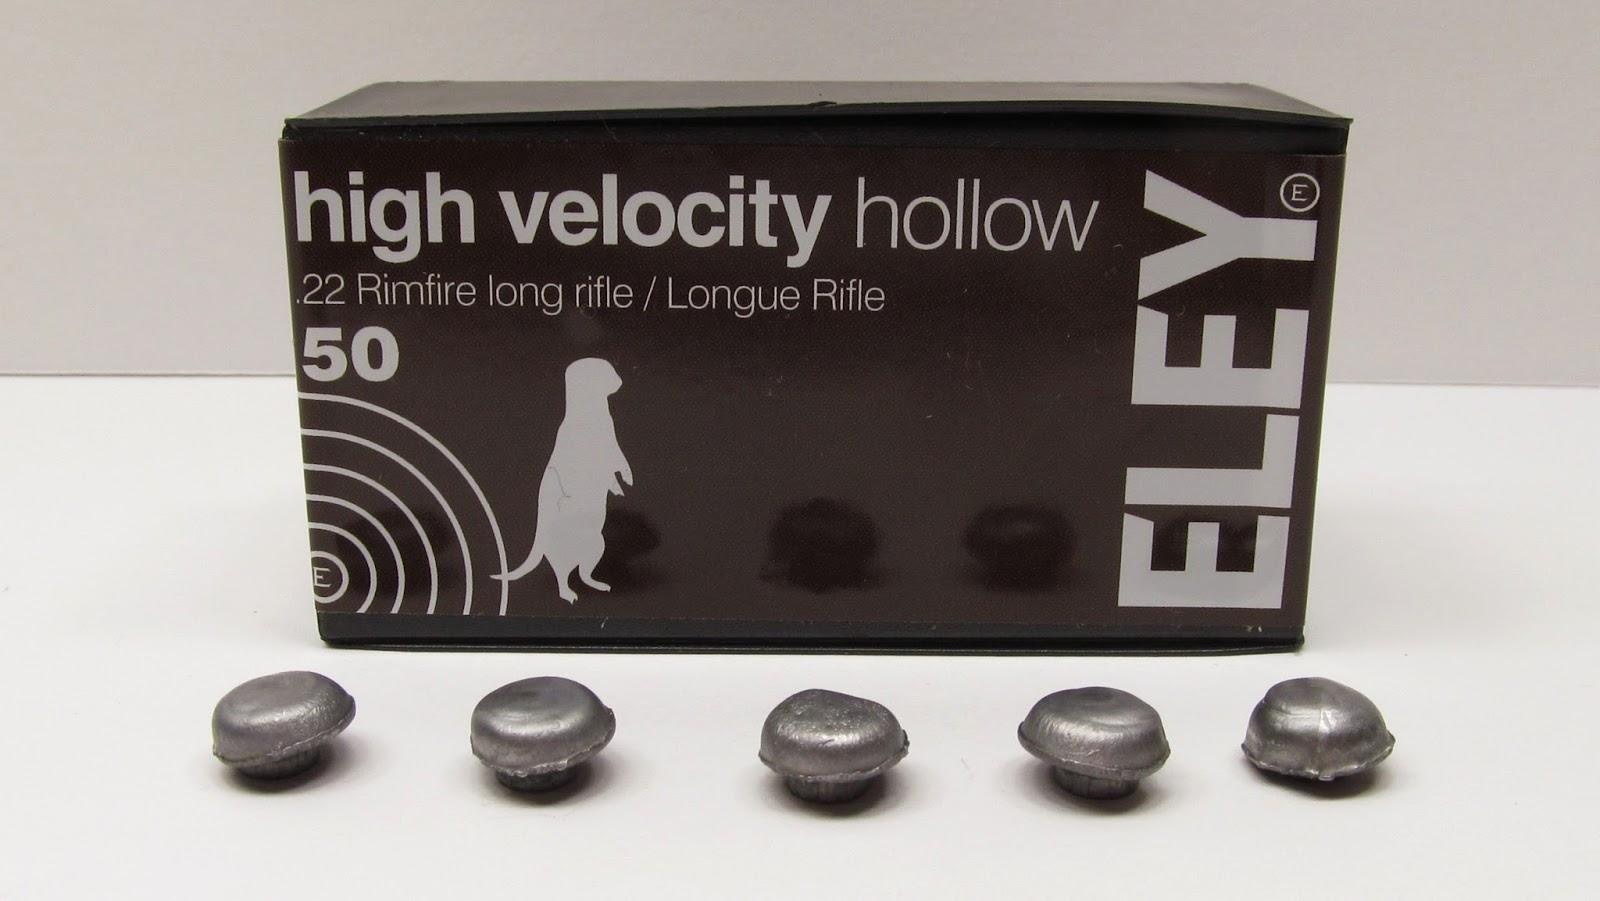 high velocity hollow
.22 Rimfire long rifle / Longue Rifle
50
E
ELEY
E